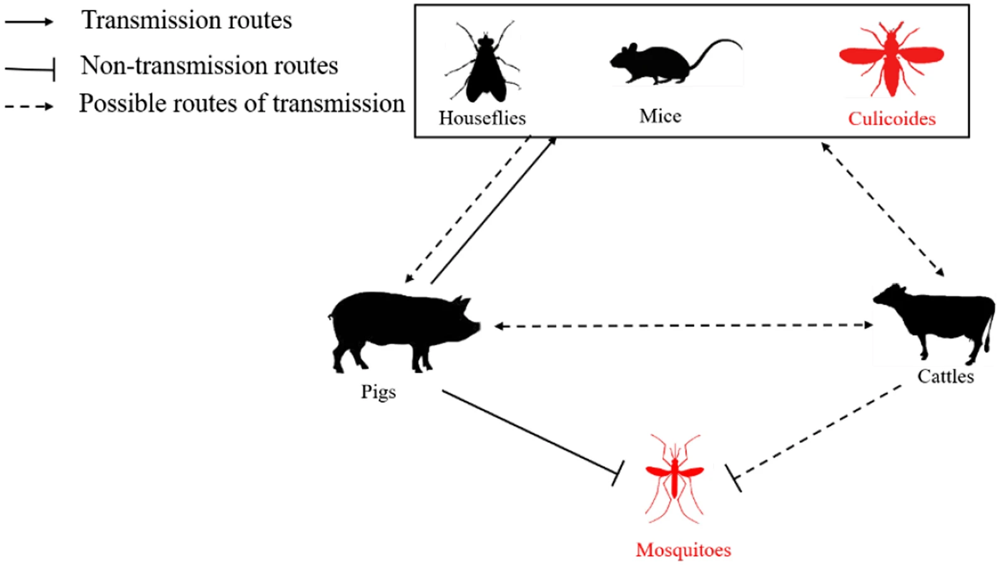 Transmission routes
Non-transmission routes
Possible routes of transmission
Houseflies
Mice
Culicoides
Pigs
Cattles
Mosquitoes